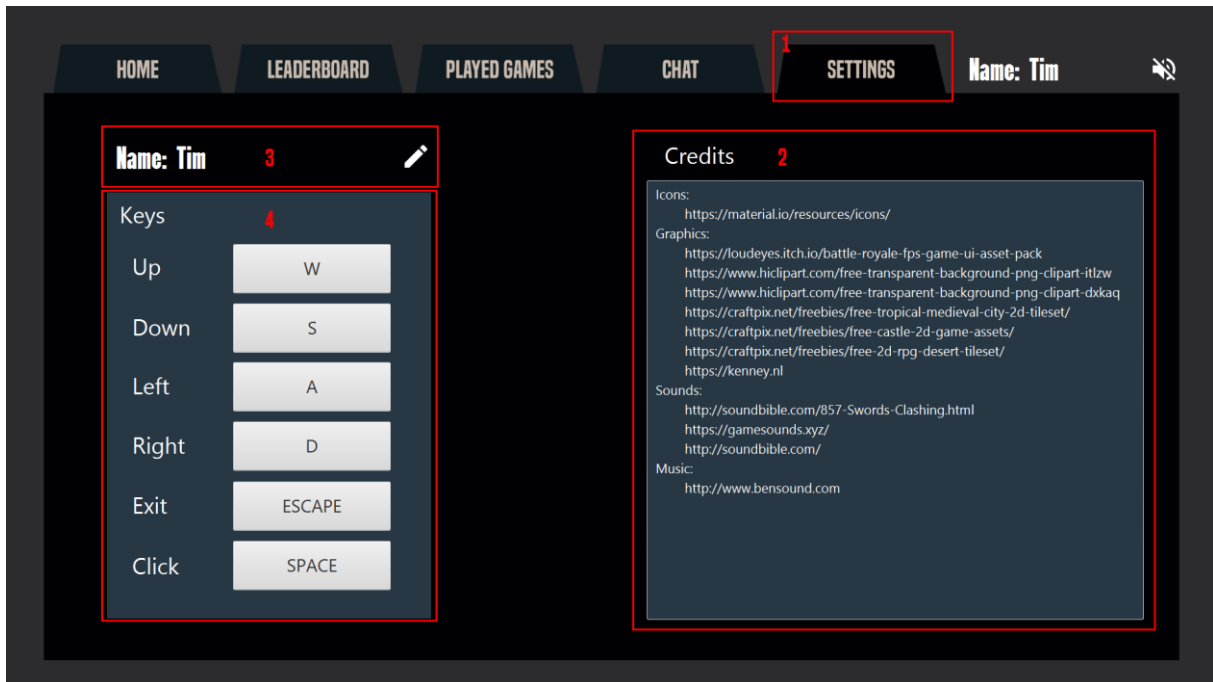 HOME LEADERBOARD PLAYED GAMES CHAT 1 SETTINGS Name: Tim
Name: Tim 3
Keys 4
Up W
Down S
Left A
Right D
Exit ESCAPE
Click SPACE
Credits 2
Icons:
https://material.io/resources/icons/
Graphics:
https://loudeyes.itch.io/battle-royale-fps-game-ui-asset-pack
https://www.hiclipart.com/free-transparent-background-png-clipart-itlzw
https://www.hiclipart.com/free-transparent-background-png-clipart-dxkaq
https://craftpix.net/freebies/free-tropical-medieval-city-2d-tileset/
https://craftpix.net/freebies/free-castle-2d-game-assets/
https://craftpix.net/freebies/free-2d-rpg-desert-tileset/
https://kenney.nl
Sounds:
http://soundbible.com/857-Swords-Clashing.html
https://gamesounds.xyz/
http://soundbible.com/
Music:
http://www.bensound.com